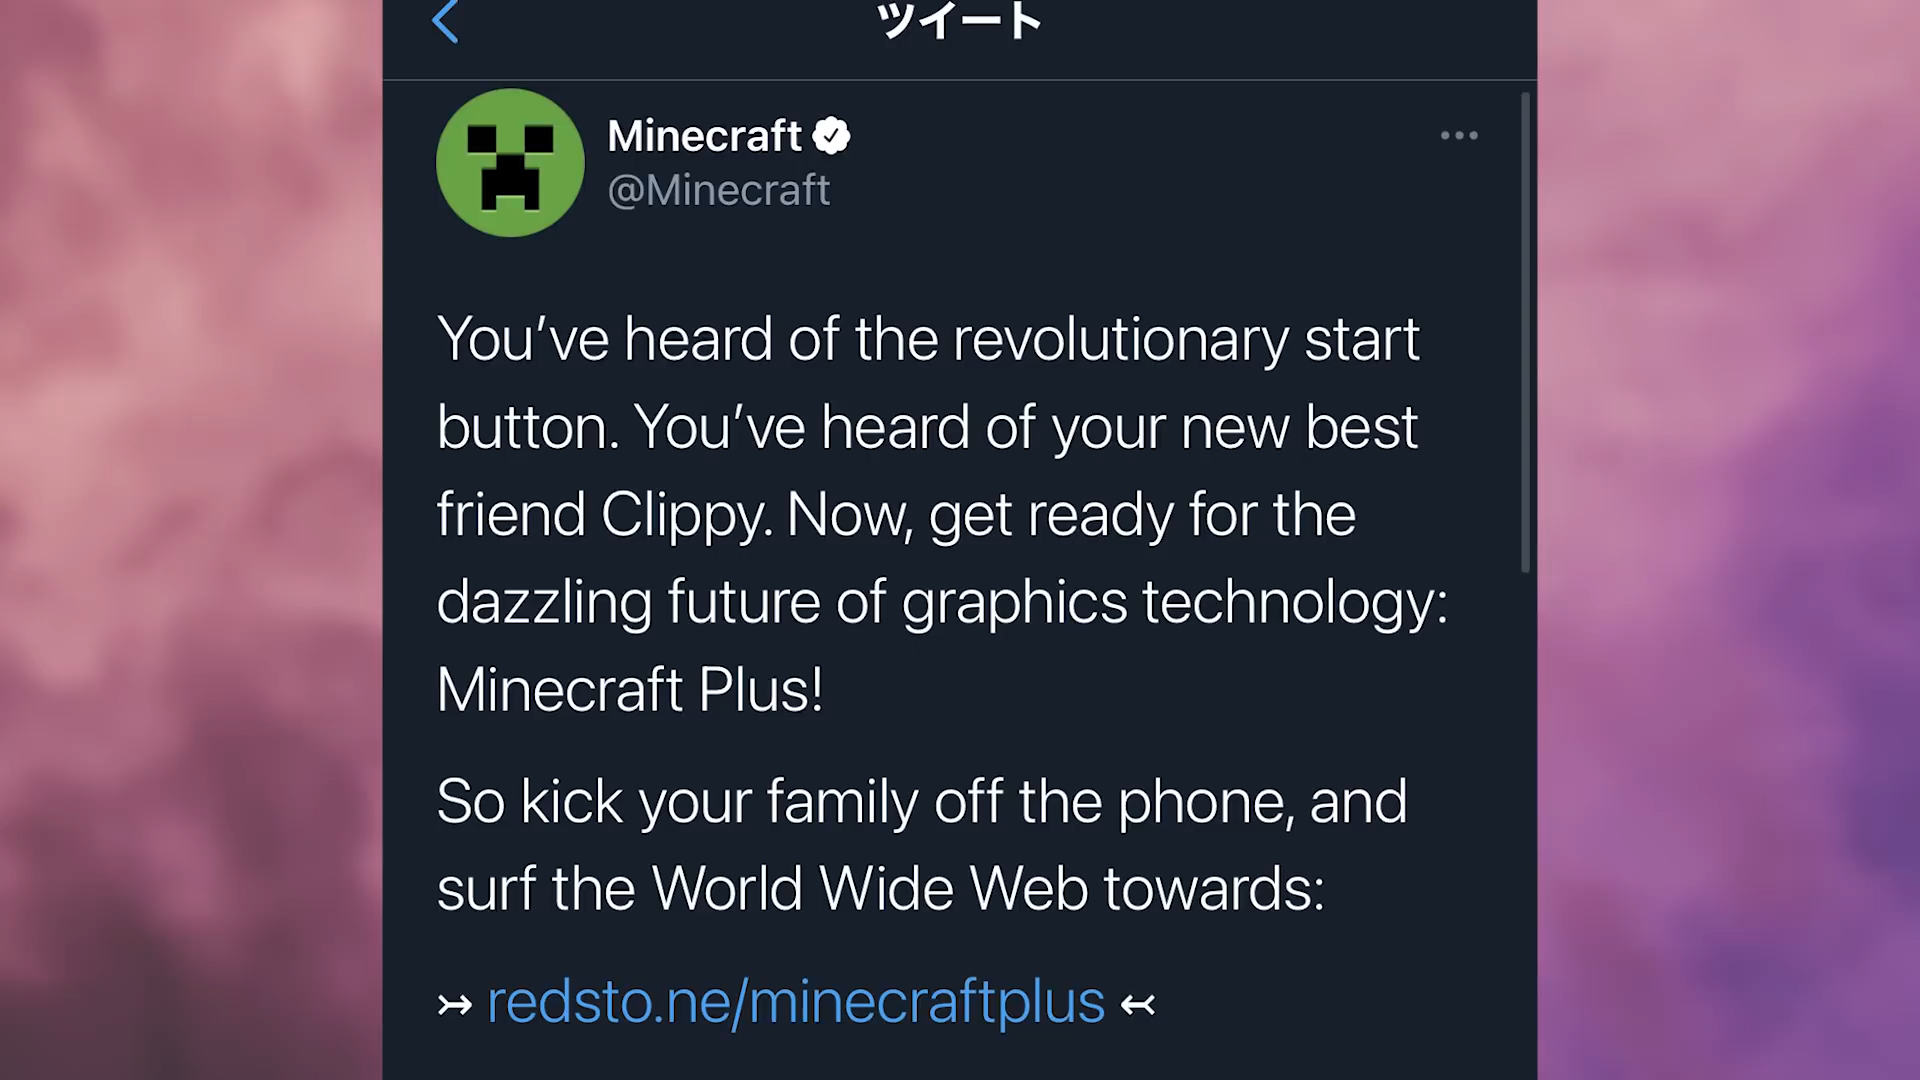 ツイート
Minecraft
@Minecraft
You've heard of the revolutionary start
button. You've heard of your new best
friend Clippy. Now, get ready for the
dazzling future of graphics technology:
Minecraft Plus!
So kick your family off the phone, and
surf the World Wide Web towards:
↣ redsto.ne/minecraftplus ↢